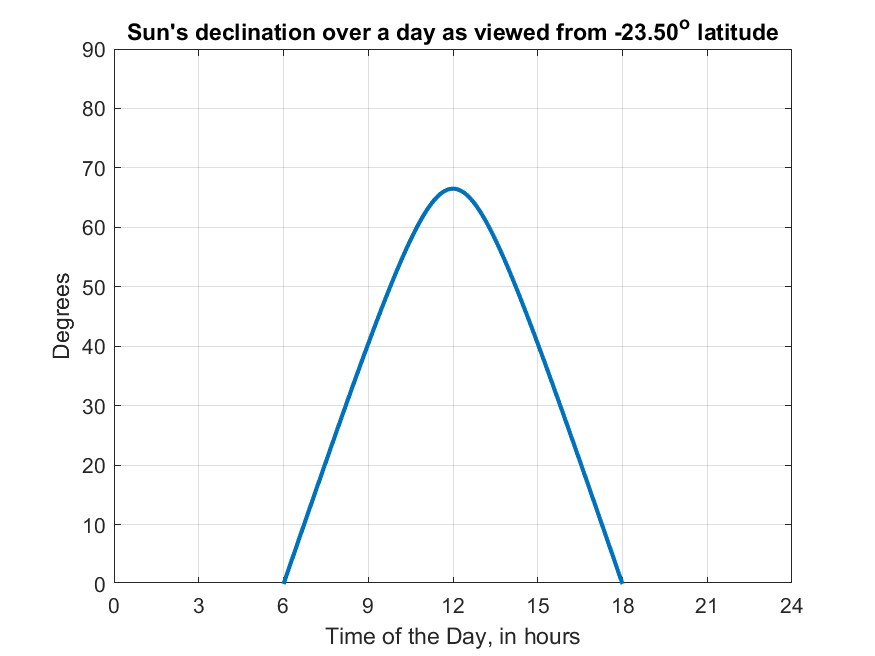 Sun's declination over a day as viewed from -23.50º latitude
90
80
70
60
50
40
30
20
10
0
Degrees
0 3 6 9 12 15 18 21 24
Time of the Day, in hours